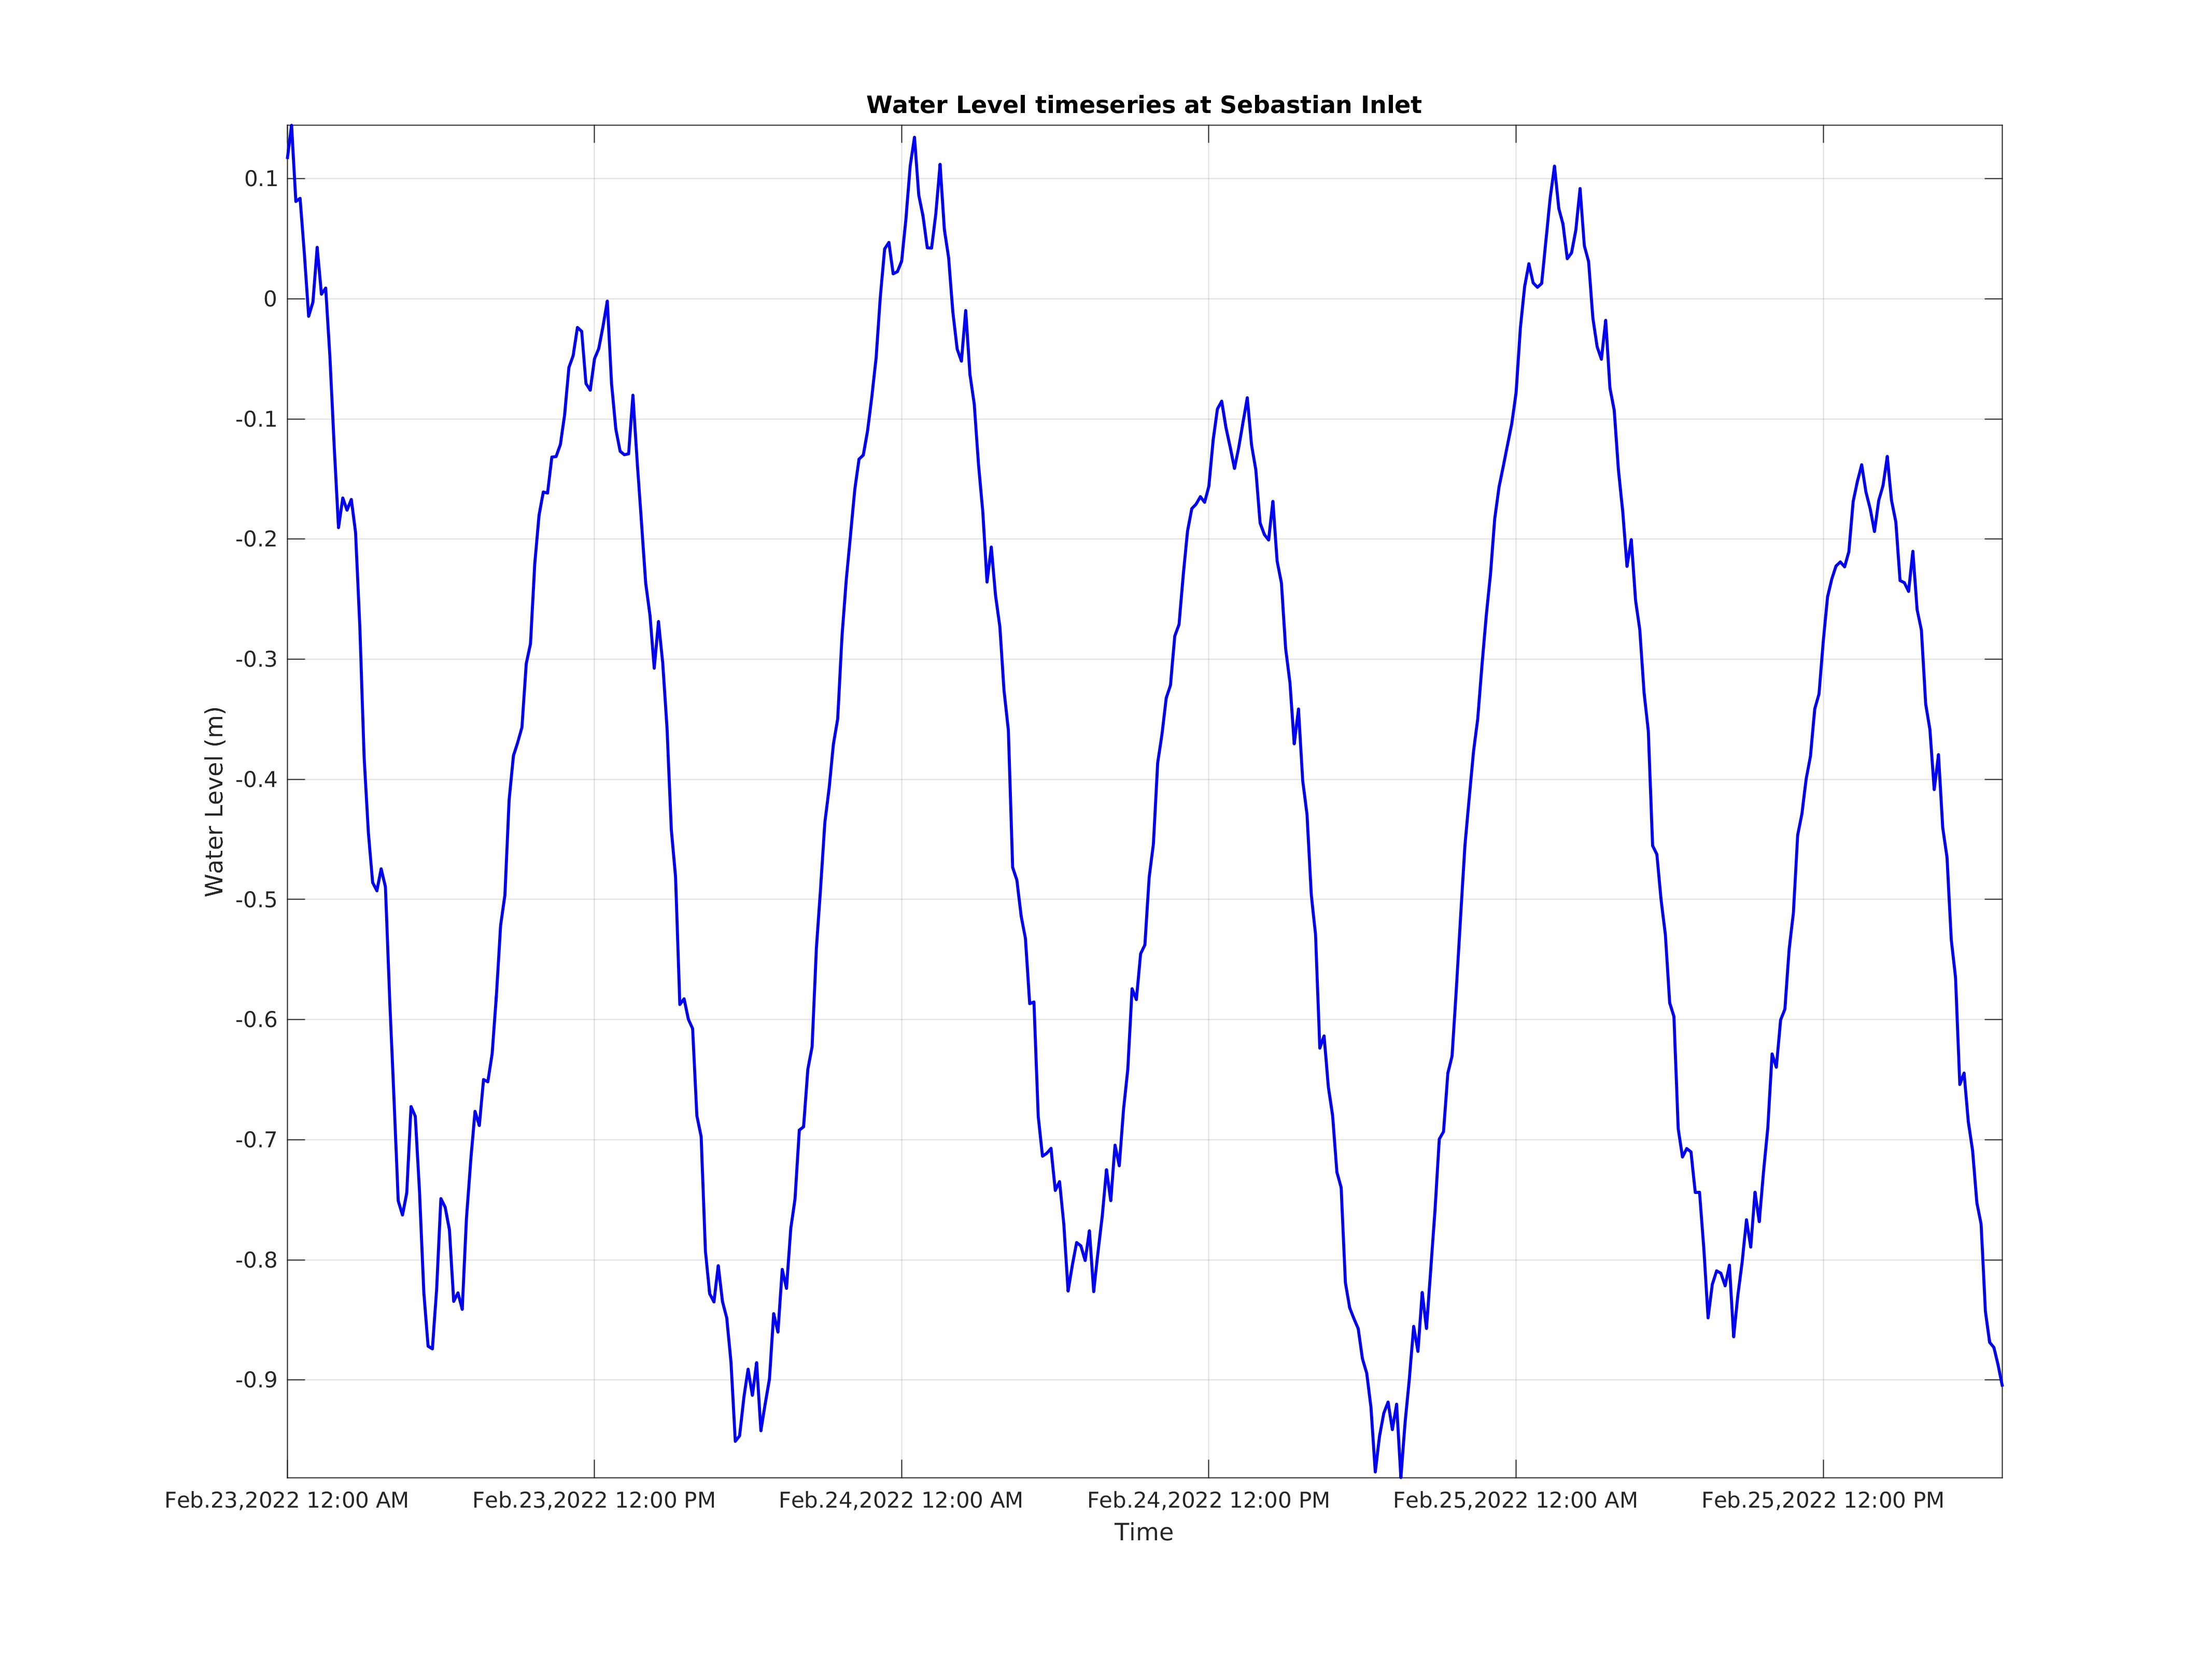 Water Level timeseries at Sebastian Inlet
0.1
0
-0.1
-0.2
-0.3
-0.4
-0.5
-0.6
-0.7
-0.8
-0.9
Water Level (m)
Feb.23,2022 12:00 AM
Feb.23,2022 12:00 PM
Feb.24,2022 12:00 AM
Feb.24,2022 12:00 PM
Feb.25,2022 12:00 AM
Feb.25,2022 12:00 PM
Time